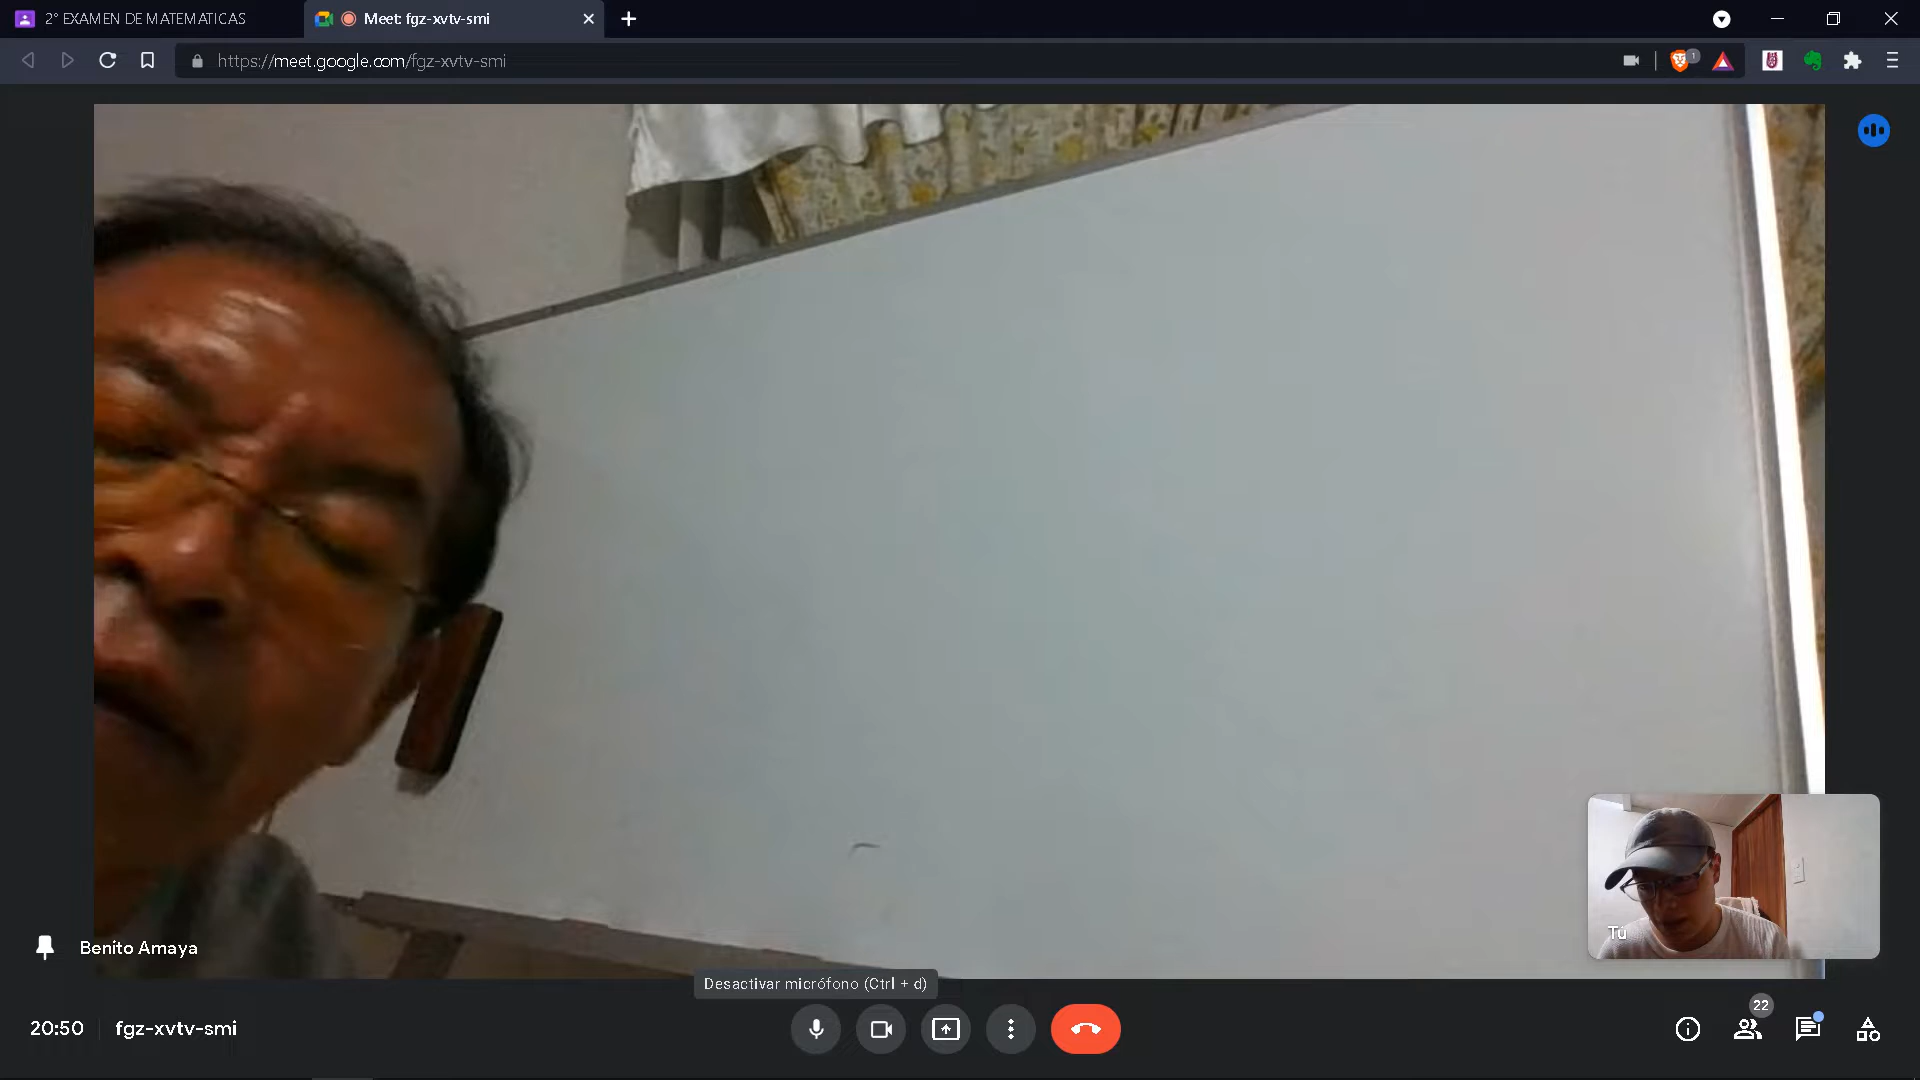 2° EXAMEN DE MATEMATICAS
Meet: fgz-xvtv-smi
https://meet.google.com/fgz-xvtv-smi
1
Tú
Benito Amaya
Desactivar micrófono (Ctrl + d)
20:50
fgz-xvtv-smi
22